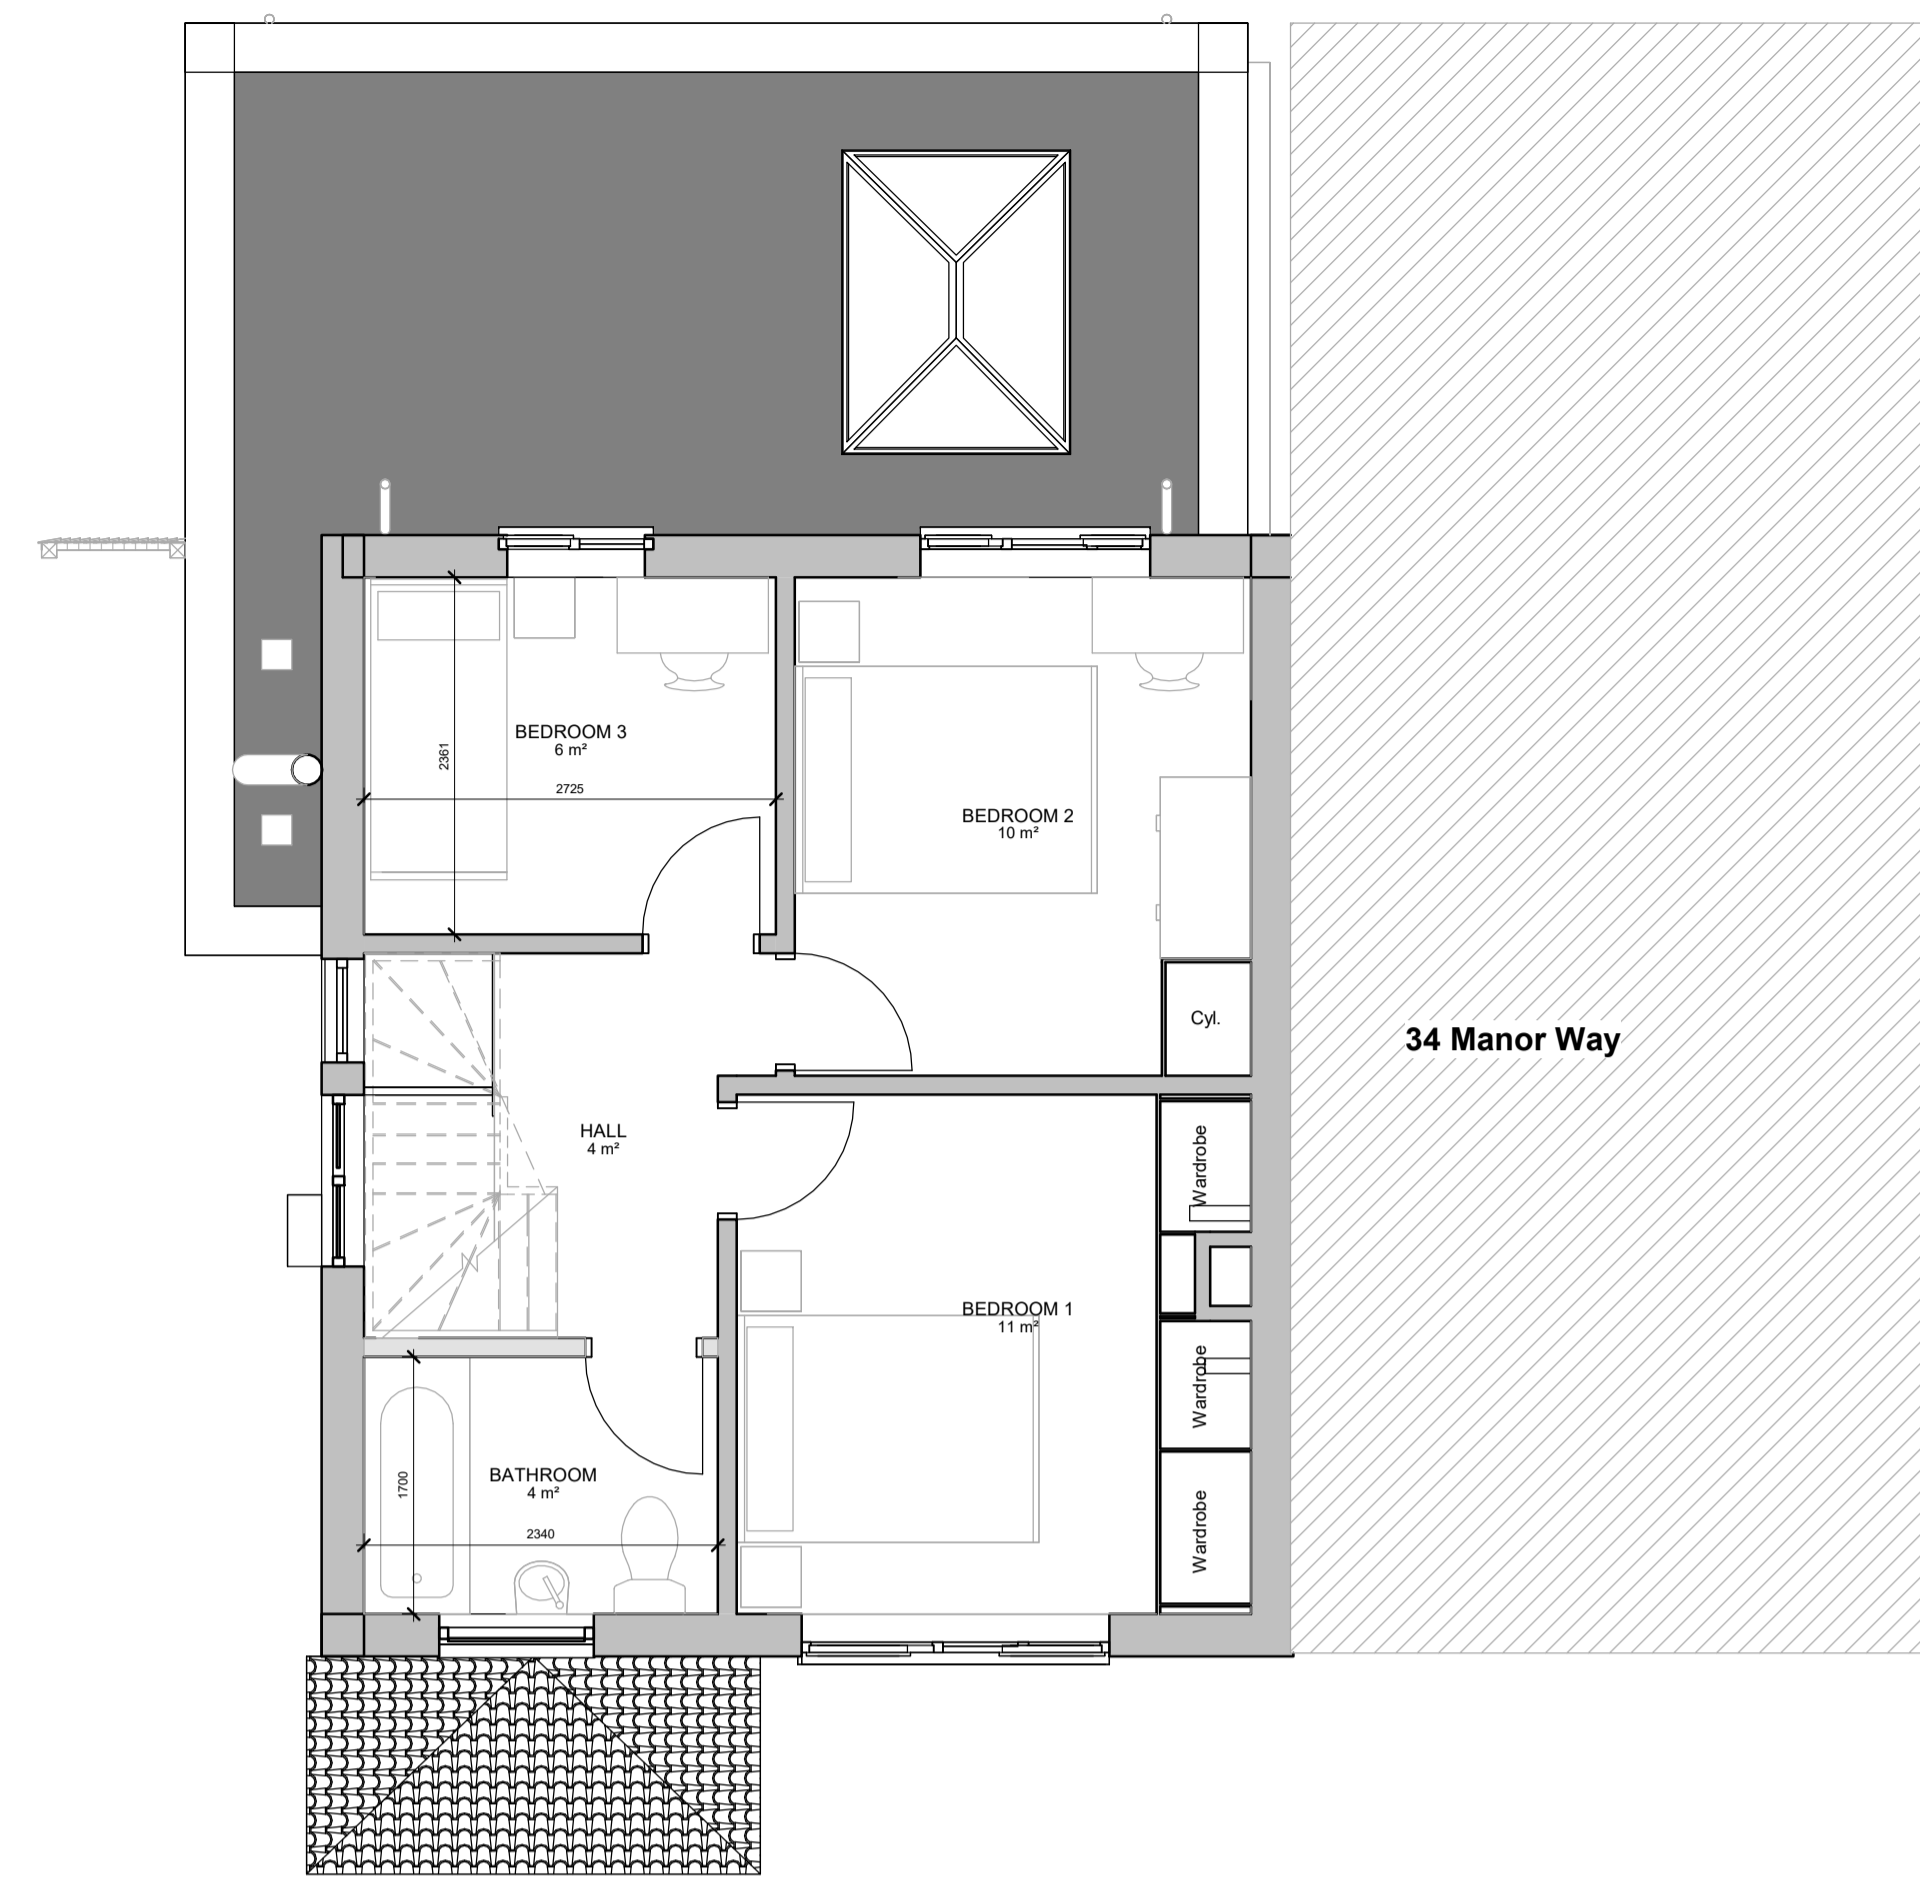 BEDROOM 3
6 m²
2361
2725
BEDROOM 2
10 m²
Cyl.
34 Manor Way
HALL
4 m²
Wardrobe
BEDROOM 1
11 m²
Wardrobe
BATHROOM
4 m²
1700
2340
Wardrobe